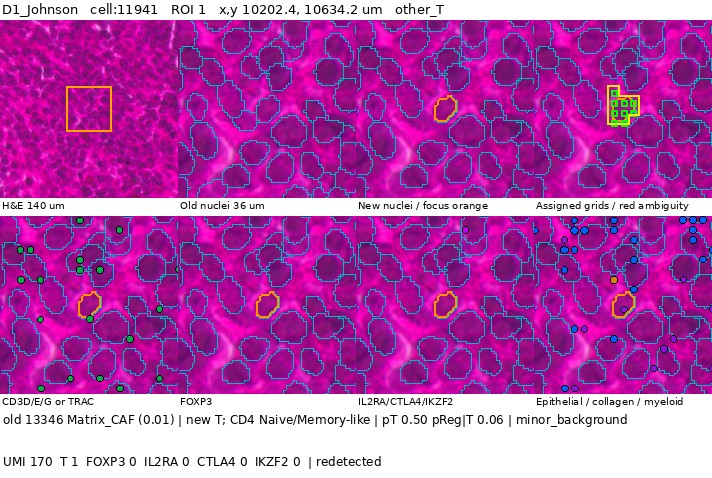 D1_Johnson cell:11941 ROI 1 x,y 10202.4, 10634.2 um other_T
H&E 140 um
Old nuclei 36 um
New nuclei / focus orange
Assigned grids / red ambiguity
CD3D/E/G or TRAC
FOXP3
IL2RA/CTLA4/IKZF2
Epithelial / collagen / myeloid
old 13346 Matrix_CAF (0.01) | new T; CD4 Naive/Memory-like | pT 0.50 pReg|T 0.06 | minor_background
UMI 170 T 1 FOXP3 0 IL2RA 0 CTLA4 0 IKZF2 0 | redetected